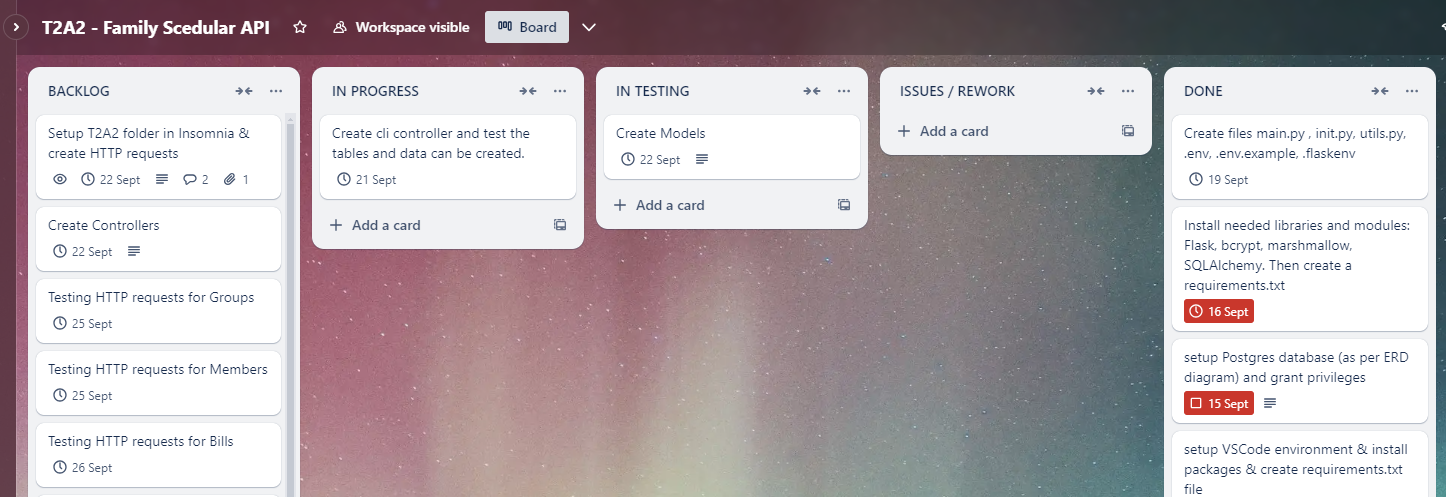 T2A2 - Family Scedular API
Workspace visible
Board
BACKLOG
Setup T2A2 folder in Insomnia &
create HTTP requests
22 Sept
2
1
Create Controllers
22 Sept
Testing HTTP requests for Groups
25 Sept
Testing HTTP requests for Members
25 Sept
Testing HTTP requests for Bills
26 Sept
IN PROGRESS
Create cli controller and test the
tables and data can be created.
21 Sept
Add a card
IN TESTING
Create Models
22 Sept
Add a card
ISSUES / REWORK
Add a card
DONE
Create files main.py , init.py, utils.py,
.env, .env.example, .flaskenv
19 Sept
Install needed libraries and modules:
Flask, bcrypt, marshmallow,
SQLAlchemy. Then create a
requirements.txt
16 Sept
setup Postgres database (as per ERD
diagram) and grant privileges
15 Sept
setup VSCode environment & install
packages & create requirements.txt
file